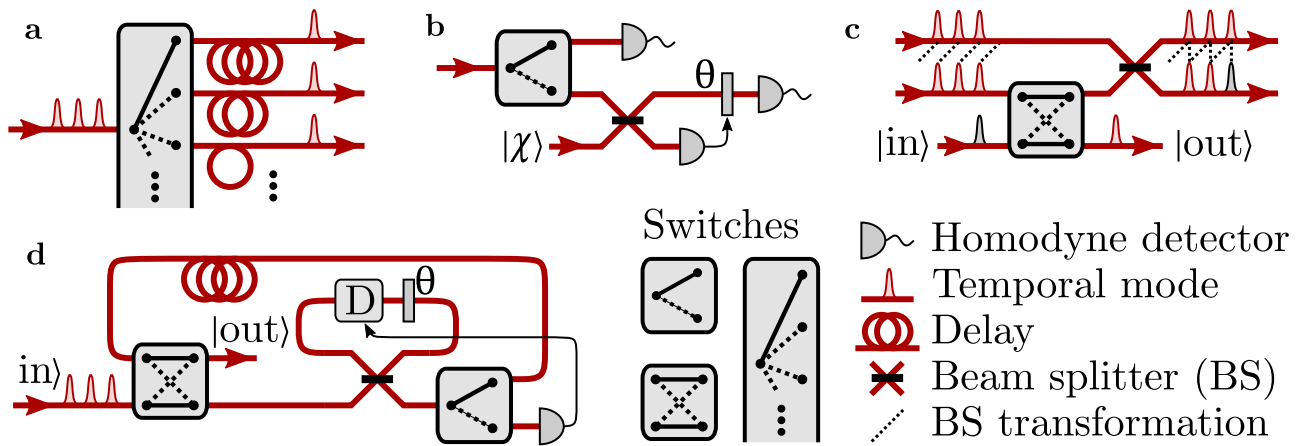 a
b
θ
|χ⟩
c
|in⟩
|out⟩
d
D
θ
|out⟩
in⟩
Switches
Homodyne detector
Temporal mode
Delay
Beam splitter (BS)
BS transformation